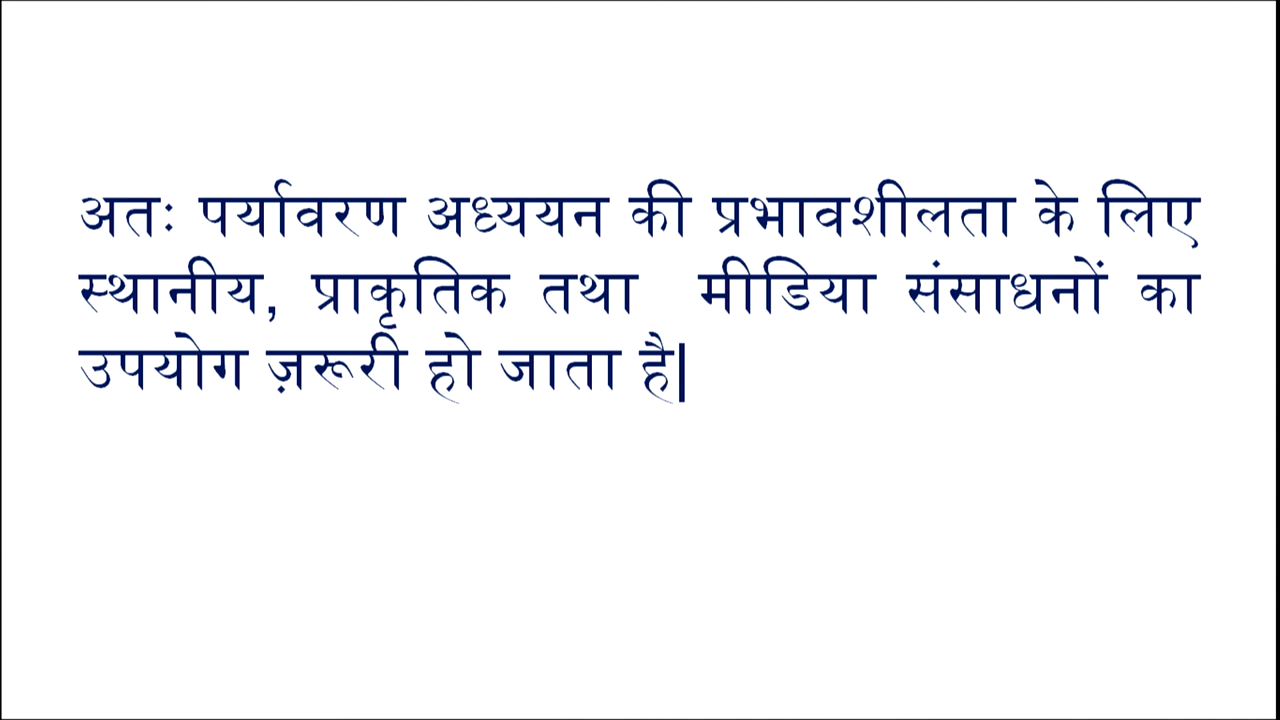 अतः पर्यावरण अध्ययन की प्रभावशीलता के लिए
स्थानीय, प्राकृतिक तथा मीडिया संसाधनों का
उपयोग ज़रूरी हो जाता है|